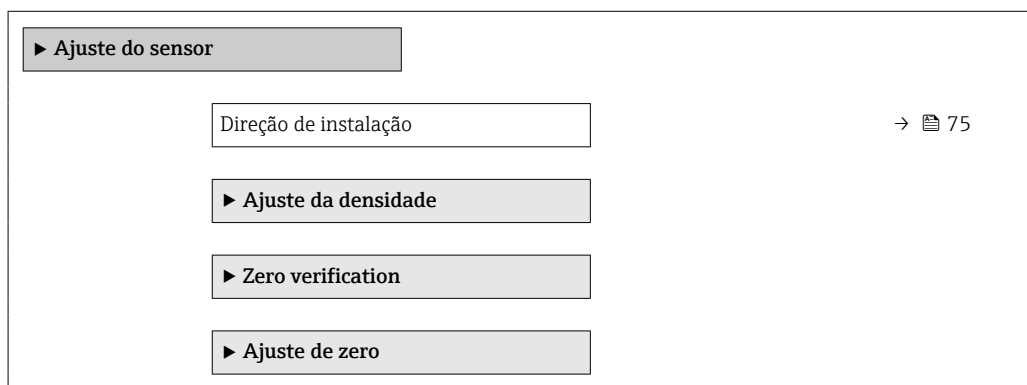 ▶ Ajuste do sensor
Direção de instalação → 🖺 75
▶ Ajuste da densidade
▶ Zero verification
▶ Ajuste de zero